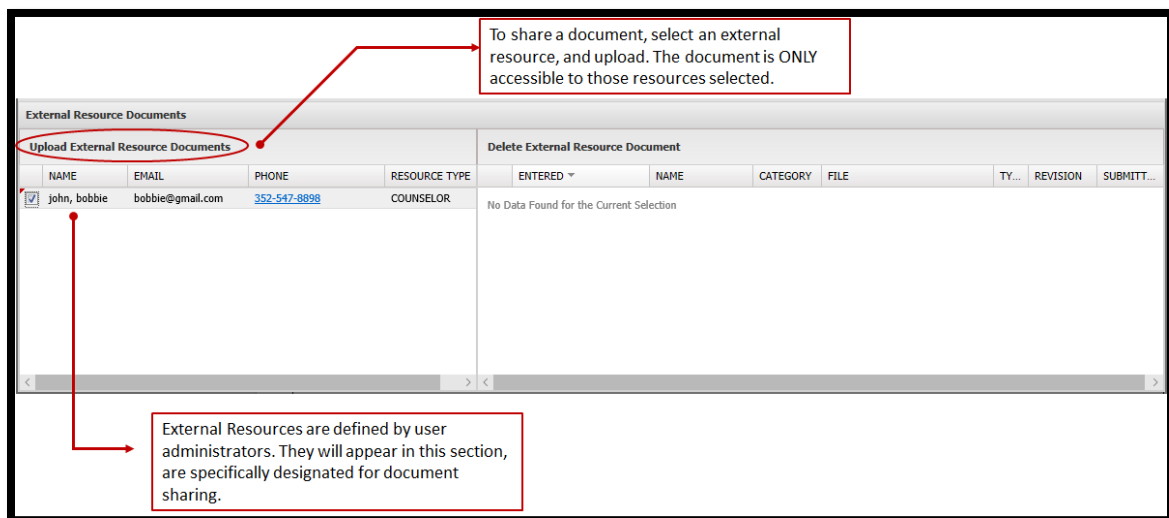 To share a document, select an external
resource, and upload. The document is ONLY
accessible to those resources selected.
External Resource Documents
Upload External Resource Documents
Delete External Resource Document
NAME EMAIL PHONE RESOURCE TYPE
ENTERED NAME CATEGORY FILE TY... REVISION SUBMITT...
john, bobbie bobbie@gmail.com 352-547-8898 COUNSELOR
No Data Found for the Current Selection
External Resources are defined by user
administrators. They will appear in this section,
are specifically designated for document
sharing.